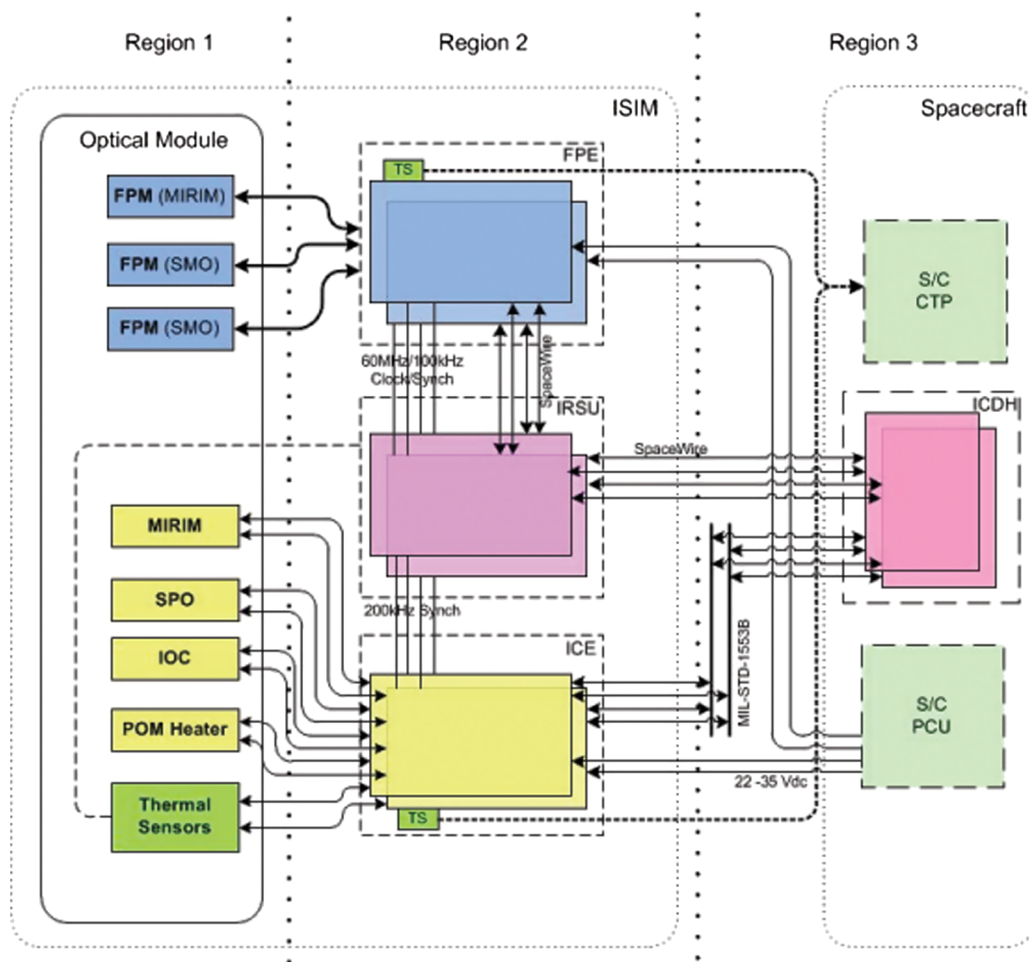 Region 1
Region 2
Region 3
ISIM
Spacecraft
Optical Module
FPE
TS
FPM (MIRIM)
FPM (SMO)
FPM (SMO)
S/C
CTP
60MHz/100kHz
Clock/Synch
SpaceWire
IRSU
ICDH
SpaceWire
MIRIM
SPO
IOC
POM Heater
Thermal
Sensors
200kHz Synch
ICE
MIL-STD-1553B
S/C
PCU
22 -35 Vdc
TS